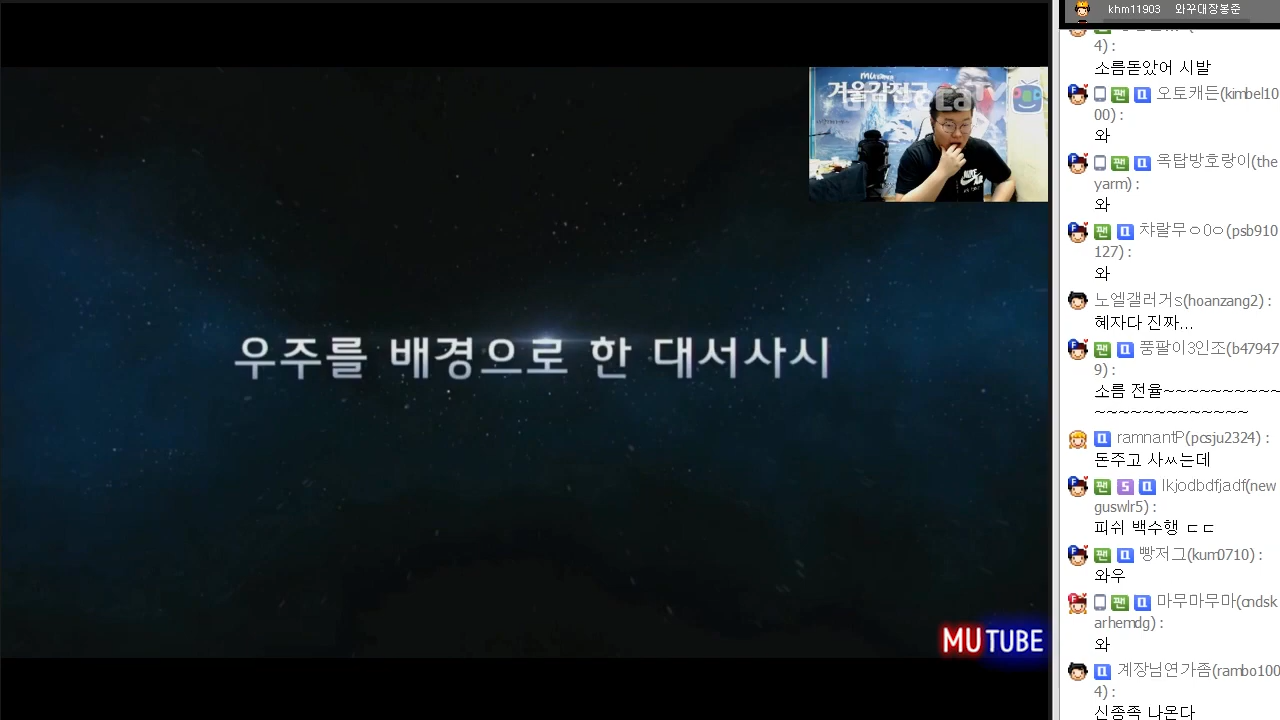 khm11903 와꾸대장봉준
4) :
소름돋았어 시발
오토캐든(kimbel10
00) :
와
옥탑방호랑이(the
yarm) :
와
챠랄무ㅇ0ㅇ(psb910
127) :
와
노엘갤러거s(hoanzang2) :
혜자다 진짜...
풍팔이3인조(b47947
9) :
소름 전율~~~~~~~~~~
~~~~~~~~~~~~~
ramnantP(pcsju2324) :
돈주고 사ㅆ는데
lkjodbdfjadf(new
guswlr5) :
피쉬 백수행 ㄷㄷ
빵저그(kum0710) :
와우
마무마무마(cndsk
arhemdg) :
와
계장님연가좀(rambo100
4) :
신종족 나온다
겨울감전구
우주를 배경으로 한 대서사시
NIKE
AIR
MUTUBE